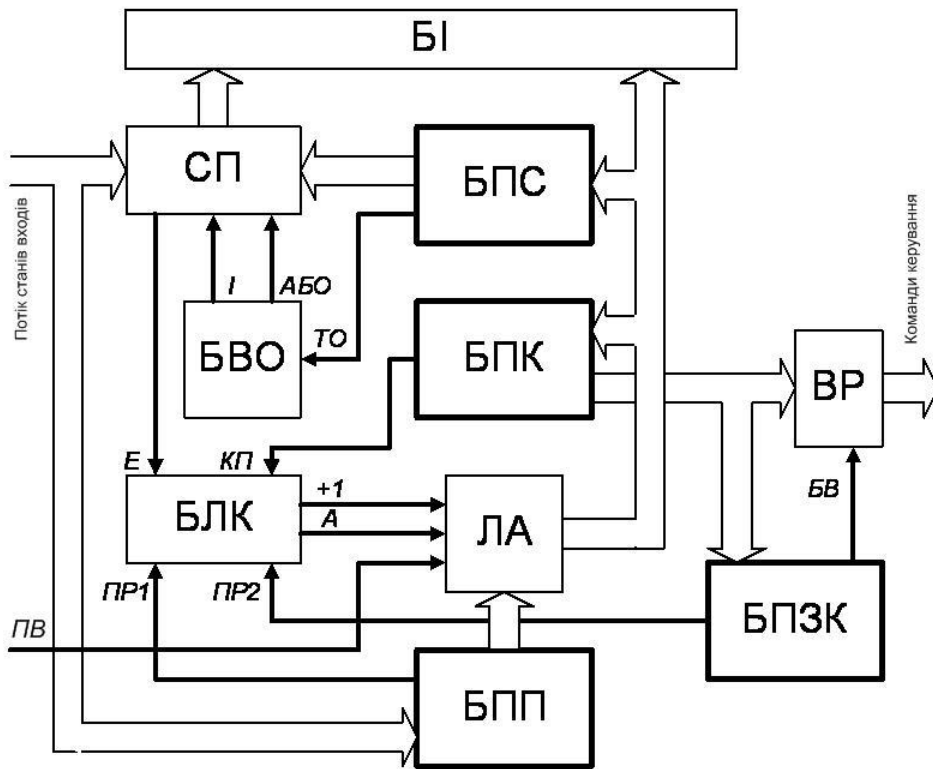 БІ
СП
БПС
Потік станів входів
Команди керування
І
АБО
БВО
ТО
БПК
ВР
Е
КП
БВ
БЛК
+1
А
ЛА
ПР1
ПР2
БПЗК
ПВ
БПП